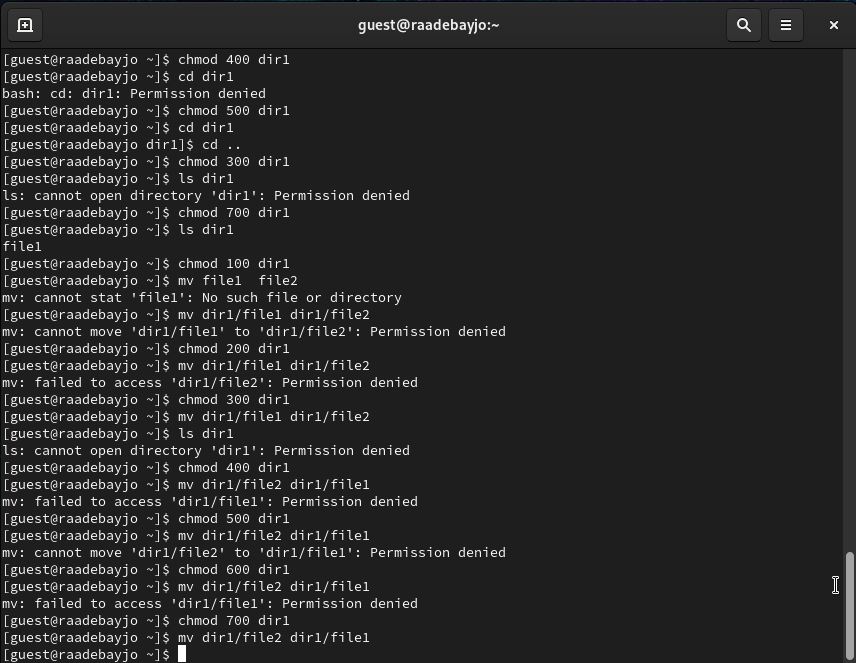 guest@raadebayjo:~
[guest@raadebayjo ~]$ chmod 400 dir1
[guest@raadebayjo ~]$ cd dir1
bash: cd: dir1: Permission denied
[guest@raadebayjo ~]$ chmod 500 dir1
[guest@raadebayjo ~]$ cd dir1
[guest@raadebayjo dir1]$ cd ..
[guest@raadebayjo ~]$ chmod 300 dir1
[guest@raadebayjo ~]$ ls dir1
ls: cannot open directory 'dir1': Permission denied
[guest@raadebayjo ~]$ chmod 700 dir1
[guest@raadebayjo ~]$ ls dir1
file1
[guest@raadebayjo ~]$ chmod 100 dir1
[guest@raadebayjo ~]$ mv file1  file2
mv: cannot stat 'file1': No such file or directory
[guest@raadebayjo ~]$ mv dir1/file1 dir1/file2
mv: cannot move 'dir1/file1' to 'dir1/file2': Permission denied
[guest@raadebayjo ~]$ chmod 200 dir1
[guest@raadebayjo ~]$ mv dir1/file1 dir1/file2
mv: failed to access 'dir1/file2': Permission denied
[guest@raadebayjo ~]$ chmod 300 dir1
[guest@raadebayjo ~]$ mv dir1/file1 dir1/file2
[guest@raadebayjo ~]$ ls dir1
ls: cannot open directory 'dir1': Permission denied
[guest@raadebayjo ~]$ chmod 400 dir1
[guest@raadebayjo ~]$ mv dir1/file2 dir1/file1
mv: failed to access 'dir1/file1': Permission denied
[guest@raadebayjo ~]$ chmod 500 dir1
[guest@raadebayjo ~]$ mv dir1/file2 dir1/file1
mv: cannot move 'dir1/file2' to 'dir1/file1': Permission denied
[guest@raadebayjo ~]$ chmod 600 dir1
[guest@raadebayjo ~]$ mv dir1/file2 dir1/file1
mv: failed to access 'dir1/file1': Permission denied
[guest@raadebayjo ~]$ chmod 700 dir1
[guest@raadebayjo ~]$ mv dir1/file2 dir1/file1
[guest@raadebayjo ~]$